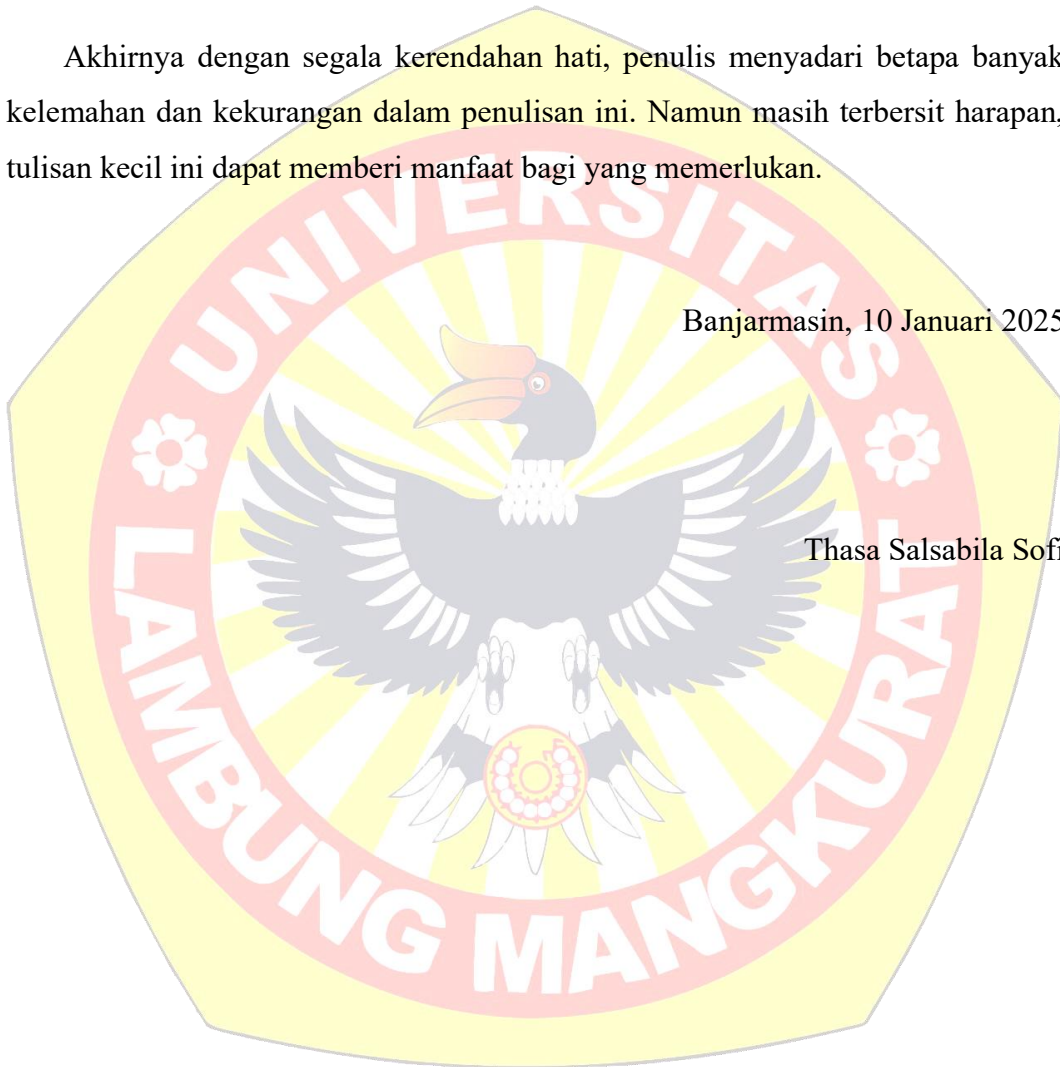 Akhirnya dengan segala kerendahan hati, penulis menyadari betapa banyak
kelemahan dan kekurangan dalam penulisan ini. Namun masih terbersit harapan,
tulisan kecil ini dapat memberi manfaat bagi yang memerlukan.
UNIVERSITAS
Banjarmasin, 10 Januari 2025
Thasa Salsabila Sofi
LAMBUNG MANGKURAT